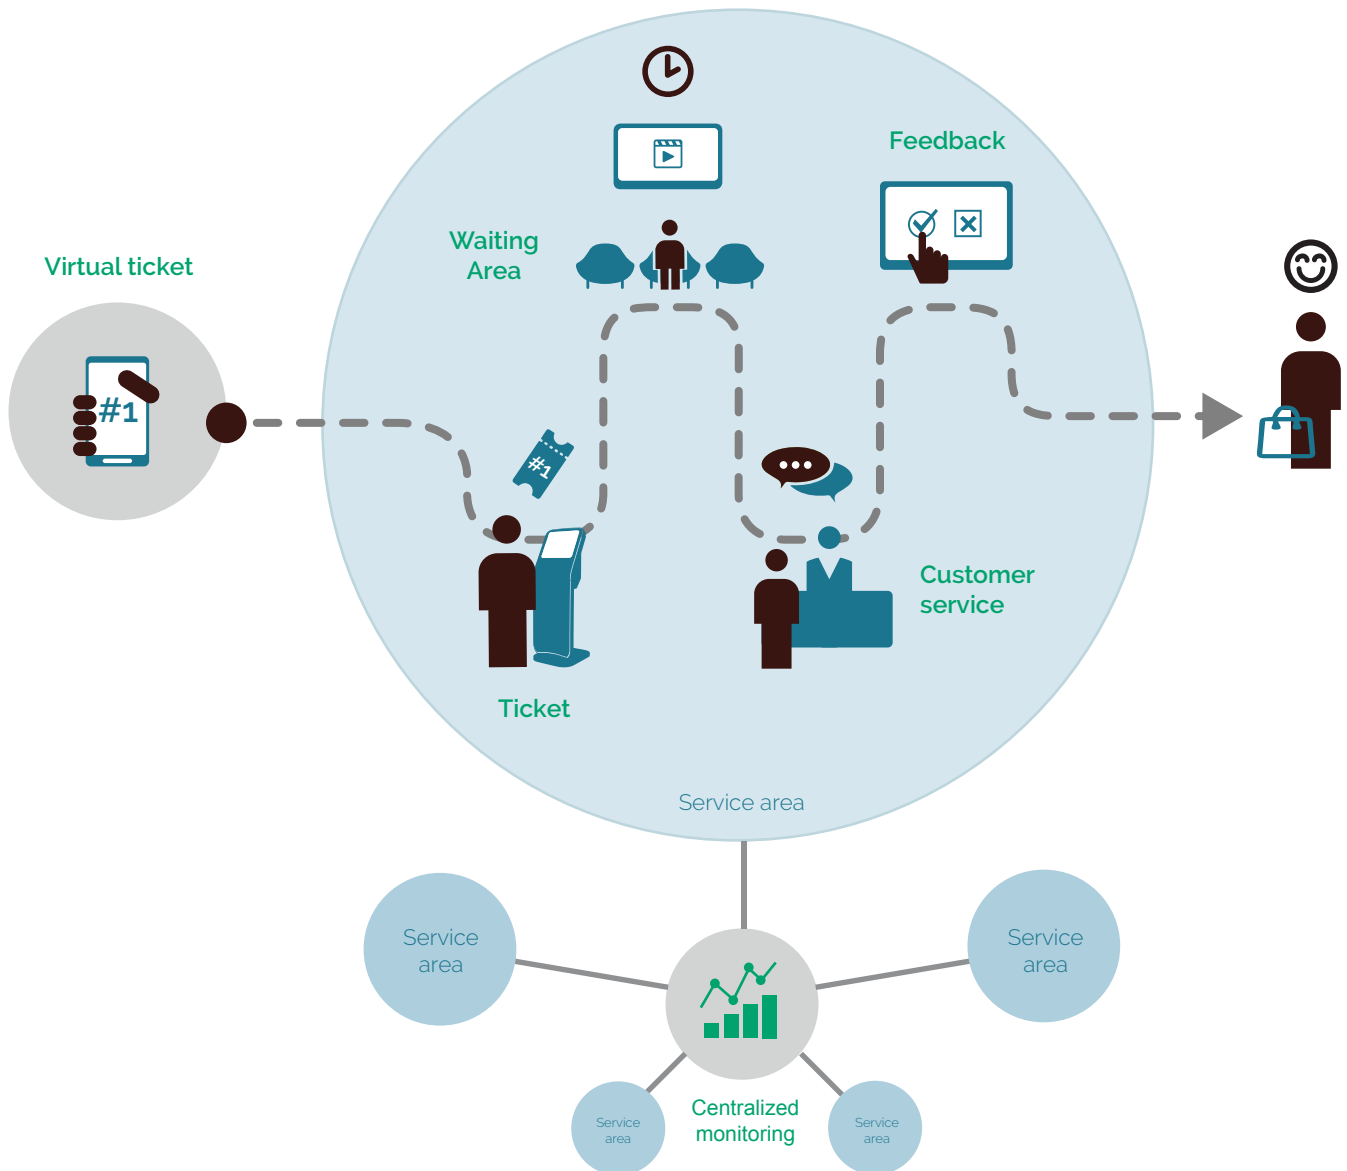 Feedback
Waiting
Area
Virtual ticket
#1
#1
Customer
service
Ticket
Service area
Service
area
Service
area
Centralized
monitoring
Service
area
Service
area